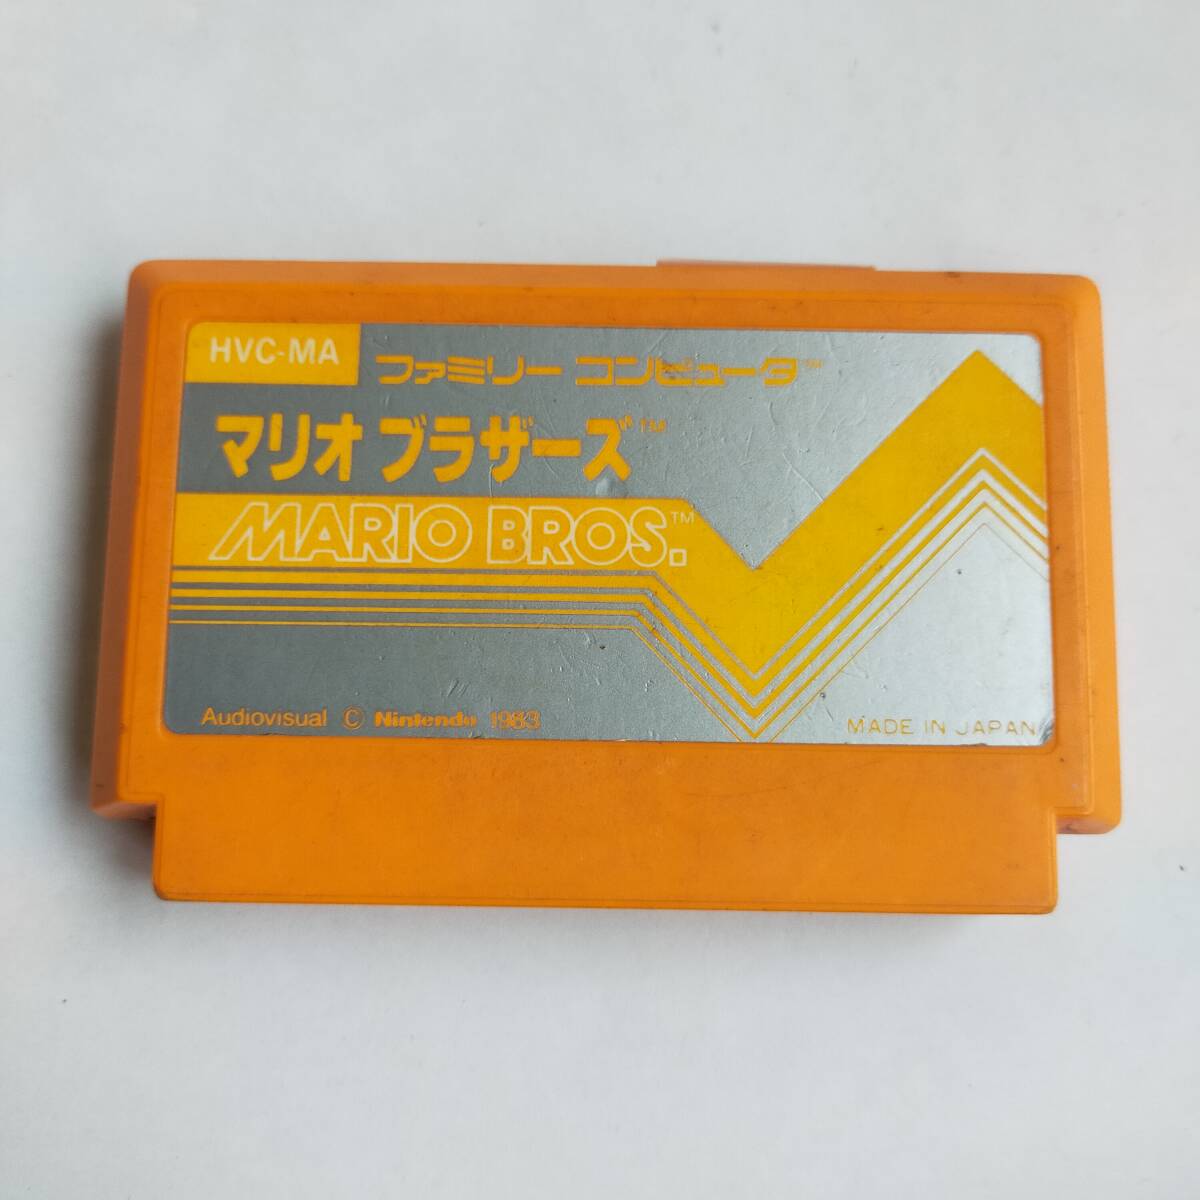 HVC-MA
ファミリー コンピュータ™
マリオ ブラザーズ™
MARIO BROS.™
Audiovisual © Nintendo 1983
MADE IN JAPAN